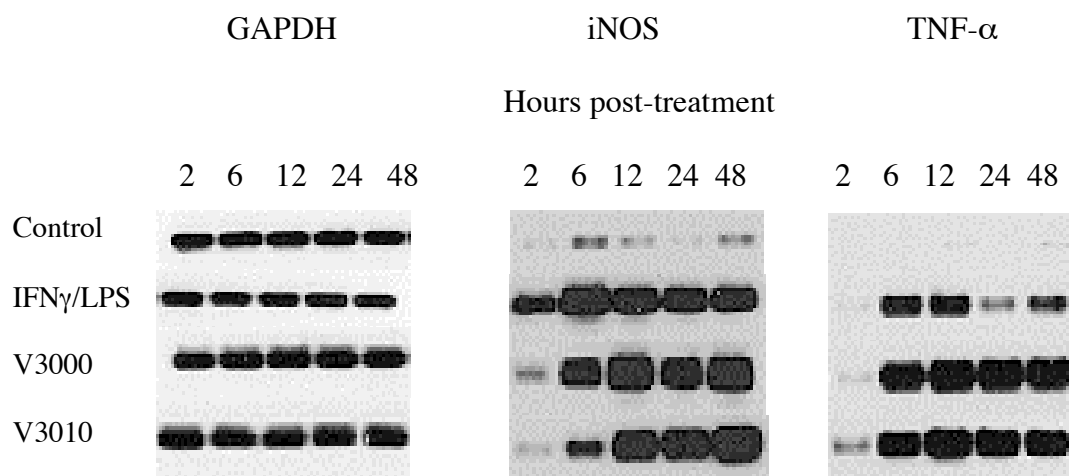 GAPDH iNOS TNF-α
Hours post-treatment
2 6 12 24 48 2 6 12 24 48 2 6 12 24 48
Control
IFNγ/LPS
V3000
V3010